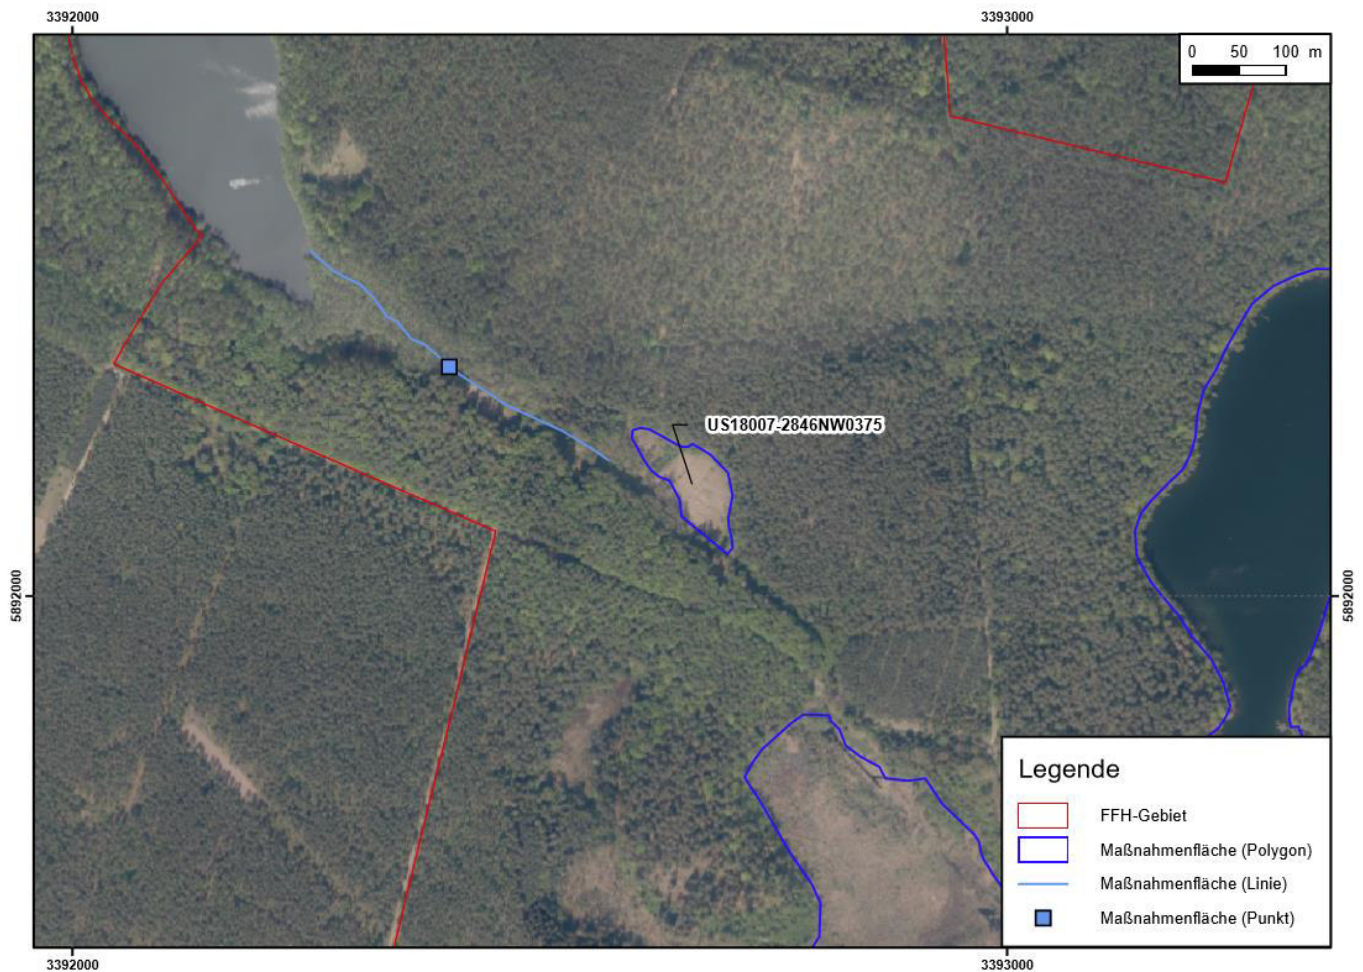 3392000 3393000
0 50 100 m
US18007-2846NW0375
5892000 5892000
Legende
FFH-Gebiet
Maßnahmenfläche (Polygon)
Maßnahmenfläche (Linie)
Maßnahmenfläche (Punkt)
3392000 3393000